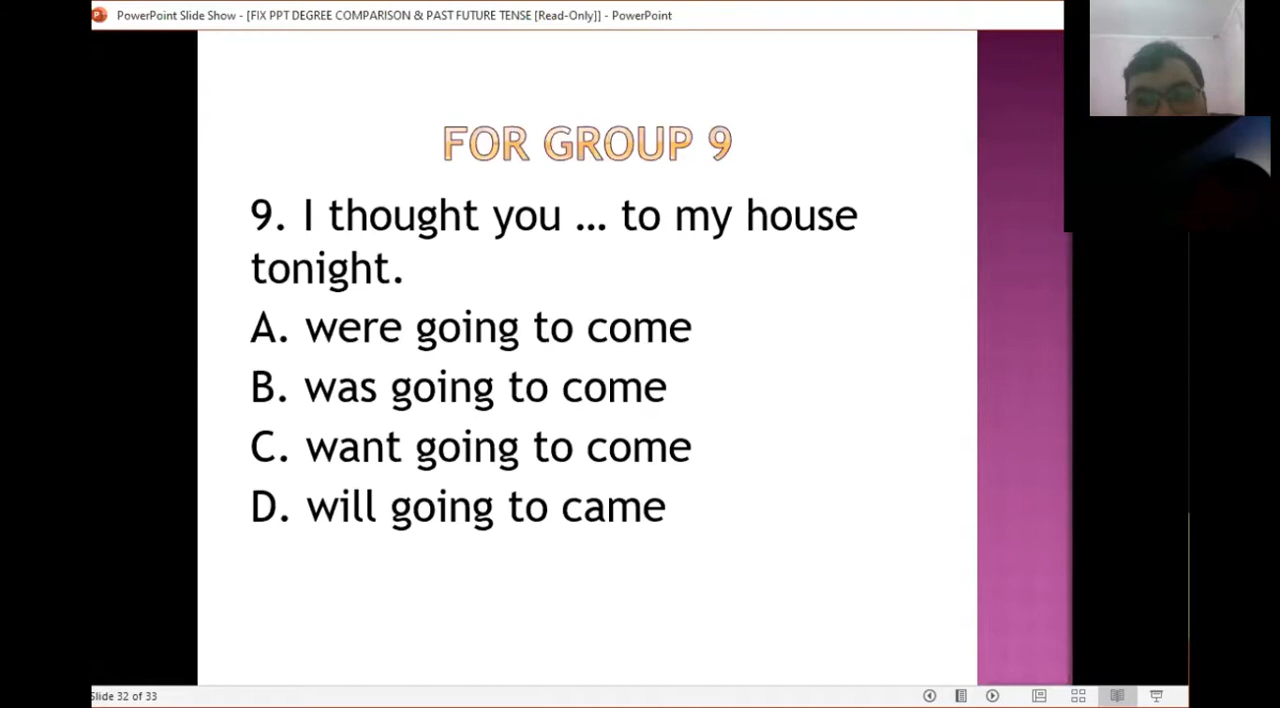 PowerPoint Slide Show - [FIX PPT DEGREE COMPARISON & PAST FUTURE TENSE [Read-Only]] - PowerPoint
FOR GROUP 9
9. I thought you ... to my house
tonight.
A. were going to come
B. was going to come
C. want going to come
D. will going to came
Slide 32 of 33